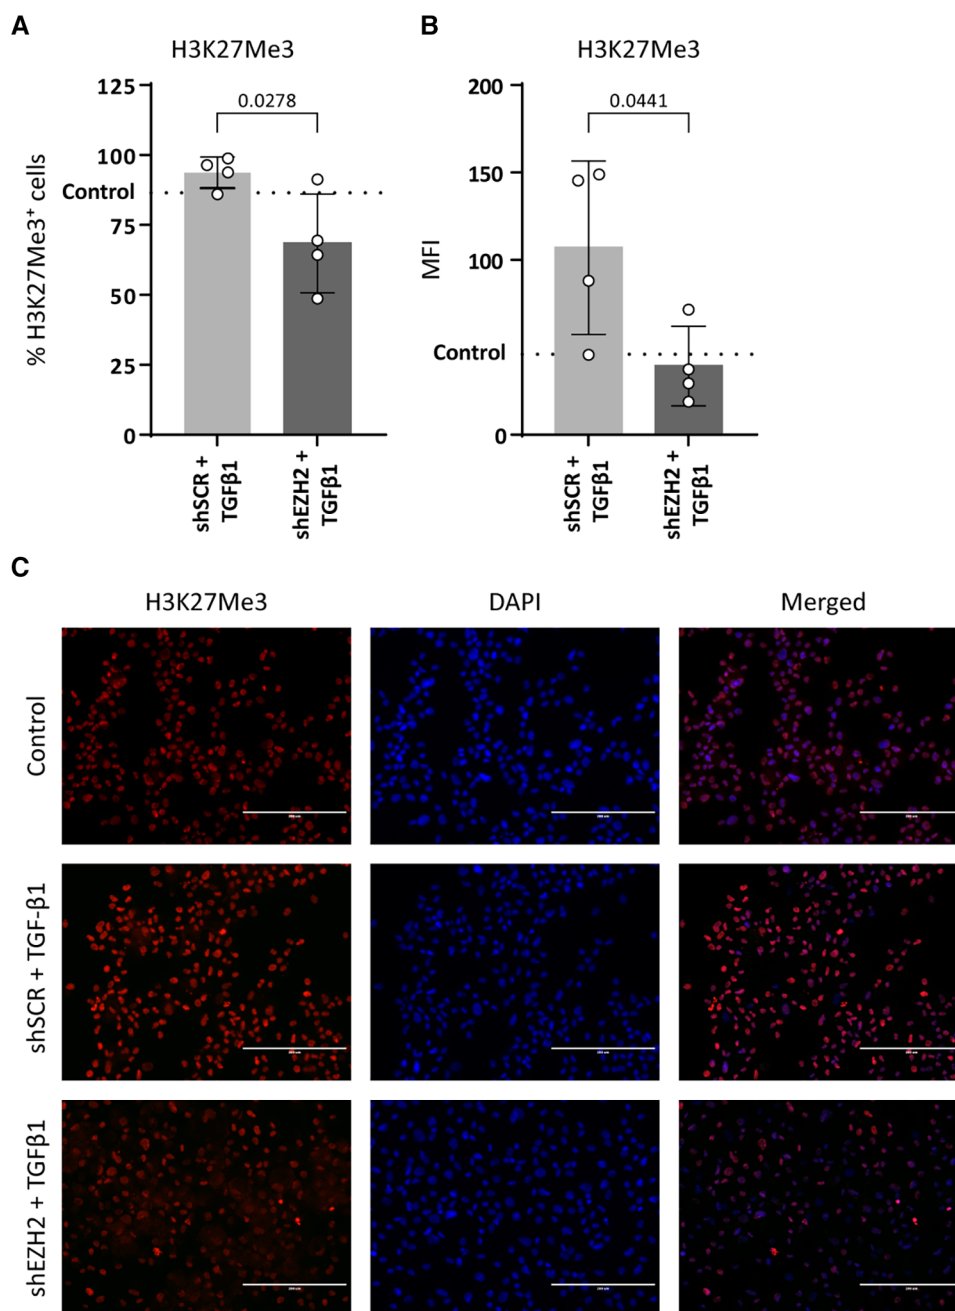 A
H3K27Me3
% H3K27Me3⁺ cells
125
100
75
50
25
0
Control
0.0278
shSCR +
TGFβ1
shEZH2 +
TGFβ1
B
H3K27Me3
MFI
200
150
100
0
Control
0.0441
shSCR +
TGFβ1
shEZH2 +
TGFβ1
C
H3K27Me3 DAPI Merged
Control
shSCR + TGF-β1
shEZH2 + TGFβ1